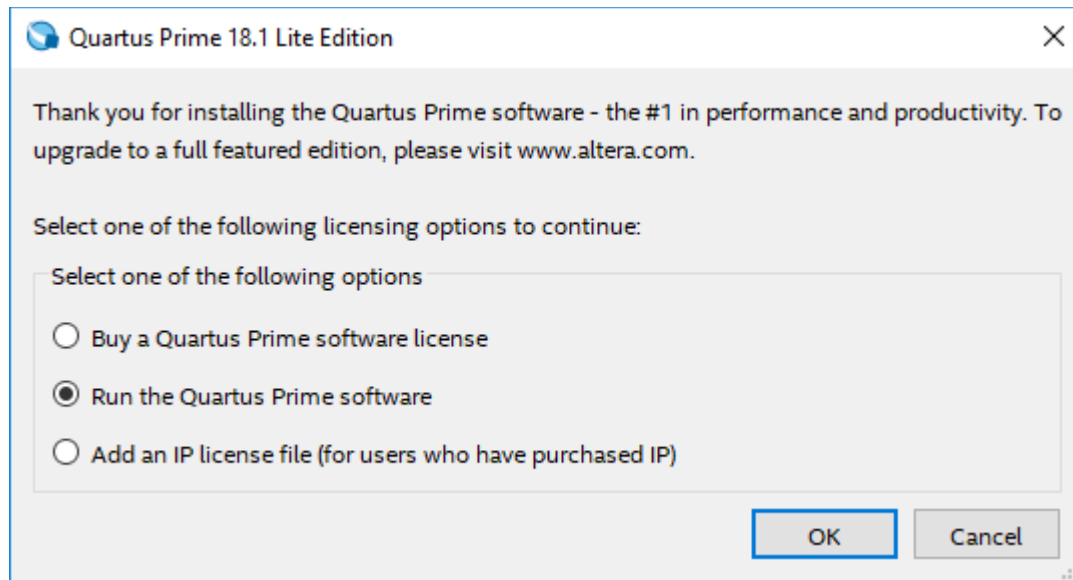 Quartus Prime 18.1 Lite Edition
Thank you for installing the Quartus Prime software - the #1 in performance and productivity. To
upgrade to a full featured edition, please visit www.altera.com.
Select one of the following licensing options to continue:
Select one of the following options
Buy a Quartus Prime software license
Run the Quartus Prime software
Add an IP license file (for users who have purchased IP)
OK Cancel